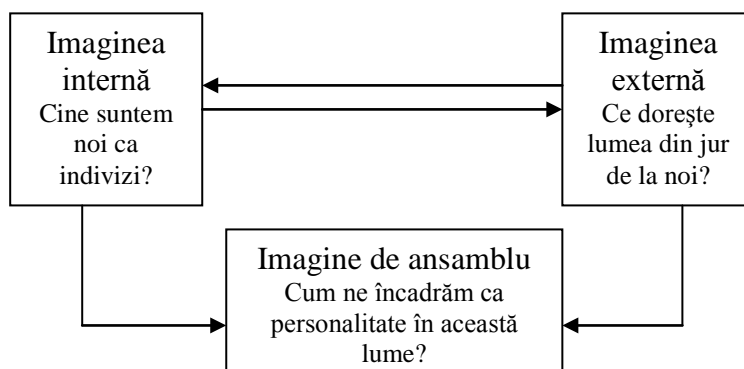 Imaginea
internă
Cine suntem
noi ca
indivizi?
Imaginea
externă
Ce doreşte
lumea din jur
de la noi?
Imagine de ansamblu
Cum ne încadrăm ca
personalitate în această
lume?